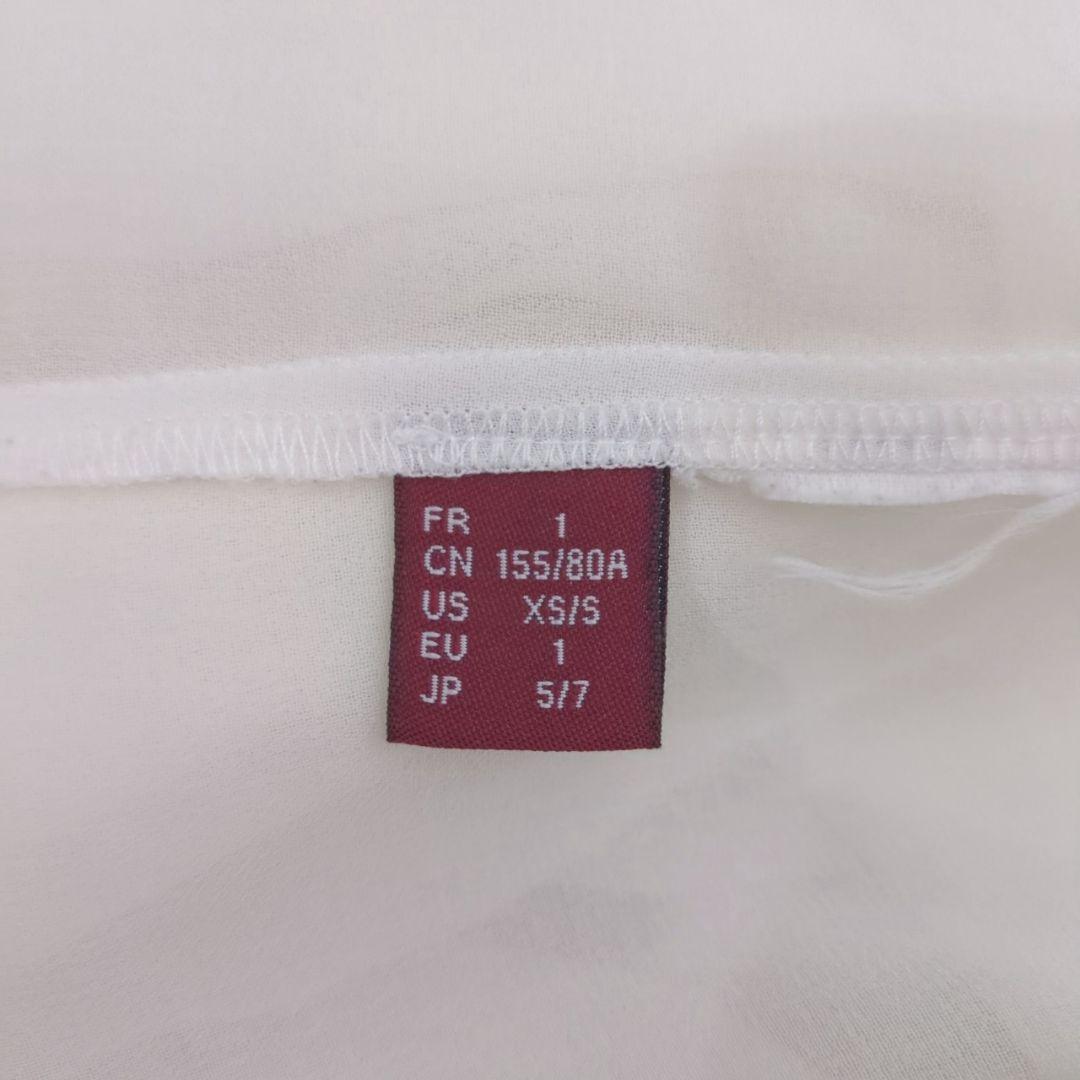 FR 1
CN 155/80A
US XS/S
EU 1
JP 5/7